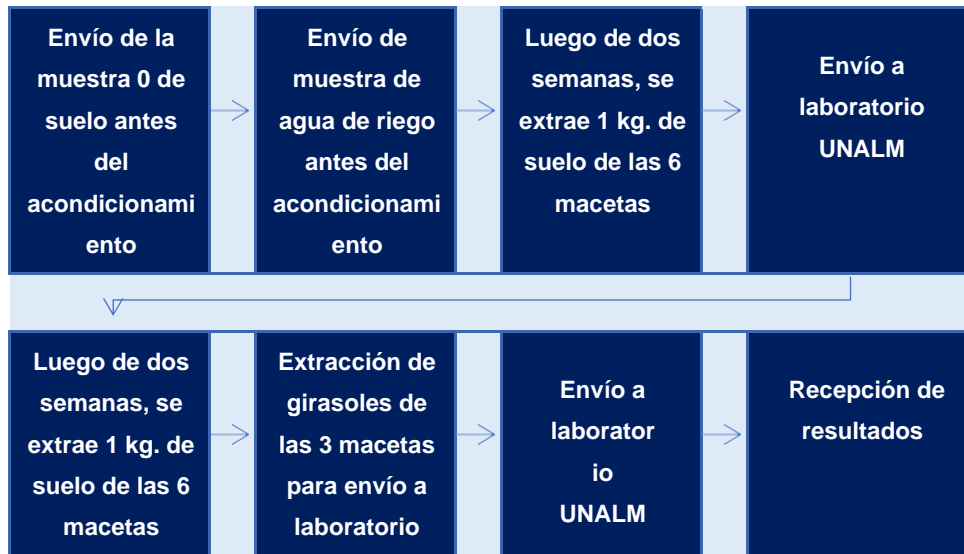 Envío de la
muestra 0 de
suelo antes
del
acondicionami
ento
Envío de
muestra de
agua de riego
antes del
acondicionami
ento
Luego de dos
semanas, se
extrae 1 kg. de
suelo de las 6
macetas
Envío a
laboratorio
UNALM
Luego de dos
semanas, se
extrae 1 kg. de
suelo de las 6
macetas
Extracción de
girasoles de
las 3 macetas
para envío a
laboratorio
Envío a
laborator
io
UNALM
Recepción de
resultados